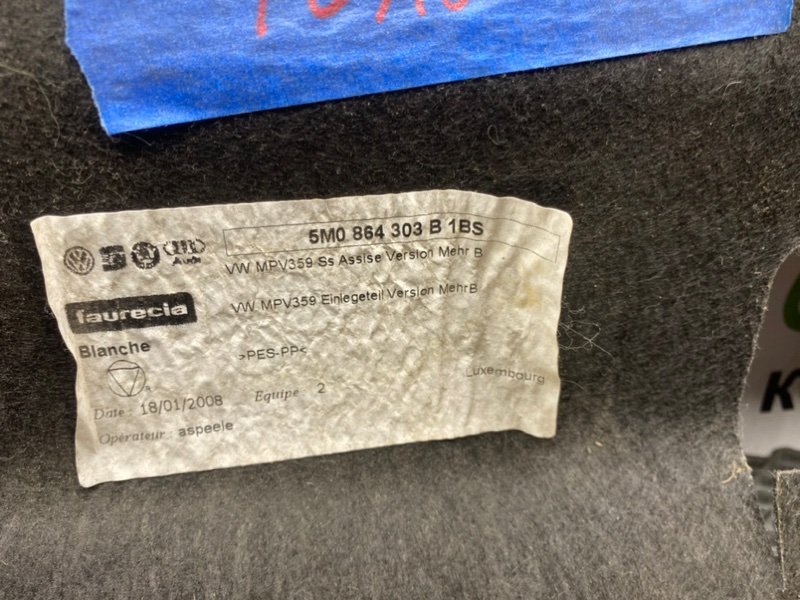 5M0 864 303 B 1BS
Audi
VW MPV359 Ss Assise Version Mehr B
faurecia
VW MPV359 Einlegeteil Version MehrB
Blanche
>PES-PP<
R
Luxembourg
Date : 18/01/2008 Equipe : 2
Opérateur : aspeele
K